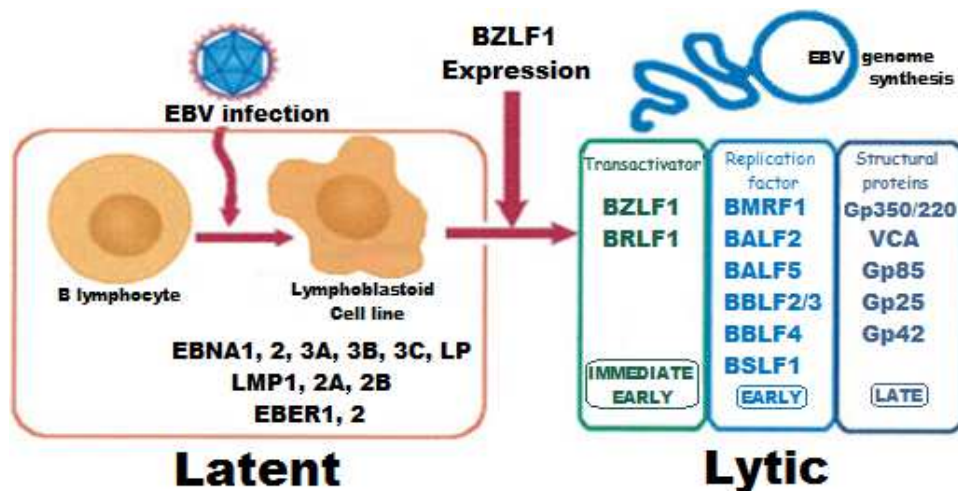 EBV infection
B lymphocyte
Lymphoblastoid
Cell line
EBNA1, 2, 3A, 3B, 3C, LP
LMP1, 2A, 2B
EBER1, 2
Latent
BZLF1
Expression
EBV genome
synthesis
Transactivator
BZLF1
BRLF1
IMMEDIATE
EARLY
Replication
factor
BMRF1
BALF2
BALF5
BBLF2/3
BBLF4
BSLF1
EARLY
Structural
proteins
Gp350/220
VCA
Gp85
Gp25
Gp42
LATE
Lytic